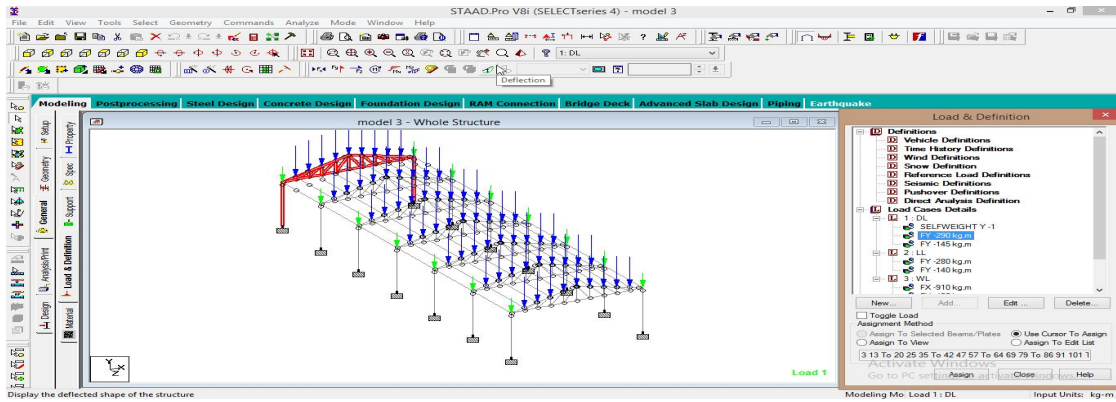 STAAD.Pro V8i (SELECTseries 4) - model 3
File Edit View Tools Select Geometry Commands Analyze Mode Window Help
1: DL
Deflection
Modeling Postprocessing Steel Design Concrete Design Foundation Design RAM Connection Bridge Deck Advanced Slab Design Piping Earthquake
model 3 - Whole Structure
Setup
Geometry
General
Analysis/Print
Design
Property
Spec
Support
Load & Definition
Material
Y
X
Z
Load 1
Load & Definition
Definitions
Vehicle Definitions
Time History Definitions
Wind Definitions
Snow Definition
Reference Load Definitions
Seismic Definitions
Pushover Definitions
Direct Analysis Definition
Load Cases Details
1 : DL
SELFWEIGHT Y -1
FY -290 kg.m
FY -145 kg.m
2 : LL
FY -280 kg.m
FY -140 kg.m
3 : WL
FX -910 kg.m
New... Add... Edit ... Delete...
Toggle Load
Assignment Method
Assign To Selected Beams/Plates Use Cursor To Assign
Assign To View Assign To Edit List
3 13 To 20 25 35 To 42 47 57 To 64 69 79 To 86 91 101 T
Activate Windows
Go to PC settings to activate Windows.
Assign Close Help
Display the deflected shape of the structure
Modeling Mo Load 1 : DL Input Units: kg-m